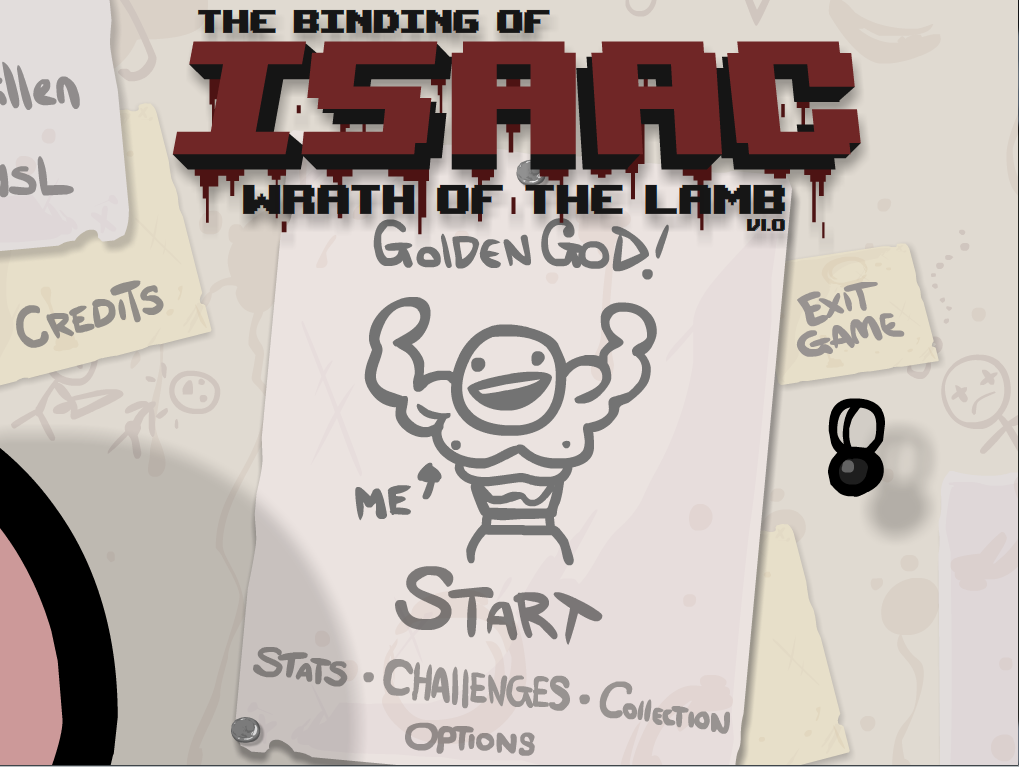 THE BINDING OF
ISAAC
WRATH OF THE LAMB
V1.0
GOLDEN GOD!
CREDITS
EXIT
GAME
ME
START
STATS · CHALLENGES · COLLECTION
OPTIONS